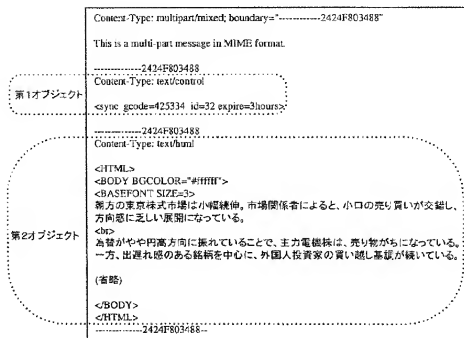 Content-Type: multipart/mixed; boundary="------------2424F803488"
This is a multi-part message in MIME format.
--------------2424F803488
Content-Type: text/control
第1オブジェクト
<sync gcode=425334 id=32 expire=3hours>
--------------2424F803488
Content-Type: text/html
<HTML>
<BODY BGCOLOR="#ffffff">
<BASEFONT SIZE=3>
朝方の東京株式市場は小幅続伸。市場関係者によると、小口の売り買いが交錯し、
方向感に乏しい展開になっている。
第2オブジェクト
<br>
為替がやや円高方向に振れていることで、主力電機株は、売り物がちになっている。
一方、出遅れ感のある銘柄を中心に、外国人投資家の買い越し基調が続いている。
(省略)
</BODY>
</HTML>
--------------2424F803488--